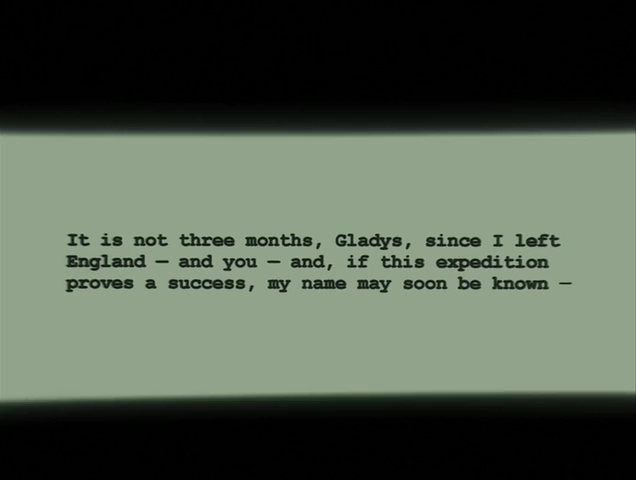 It is not three months, Gladys, since I left
England — and you — and, if this expedition
proves a success, my name may soon be known —